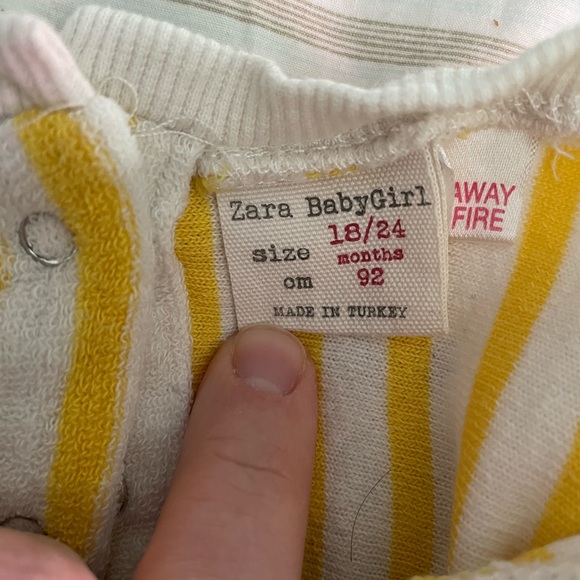 Zara BabyGirl
size 18/24
months
cm 92
MADE IN TURKEY
AWAY
FIRE